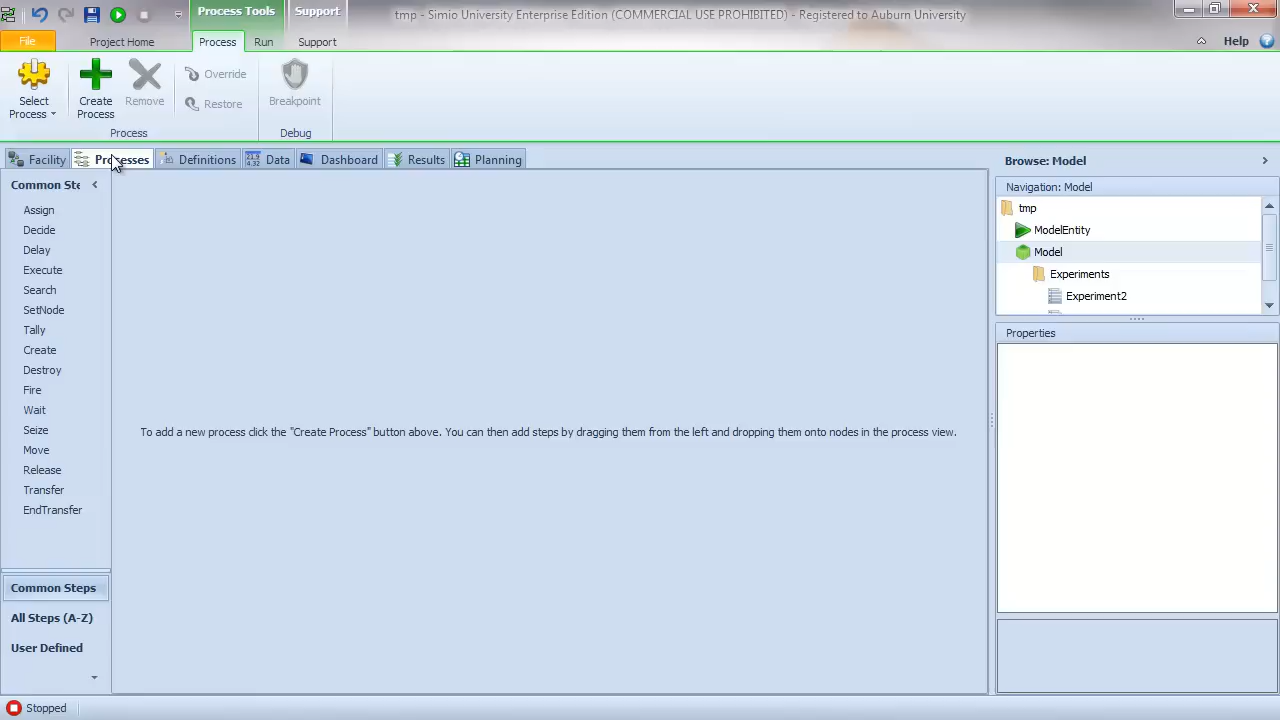 Process Tools
Support
tmp - Simio University Enterprise Edition (COMMERCIAL USE PROHIBITED) - Registered to Auburn University
File
Project Home
Process
Run
Support
Help
Select Process
Create Process
Remove
Override
Restore
Breakpoint
Process
Debug
Facility
Processes
Definitions
Data
Dashboard
Results
Planning
Browse: Model
Common Ste
Navigation: Model
Assign
Decide
Delay
Execute
Search
SetNode
Tally
Create
Destroy
Fire
Wait
Seize
Move
Release
Transfer
EndTransfer
Common Steps
All Steps (A-Z)
User Defined
To add a new process click the "Create Process" button above. You can then add steps by dragging them from the left and dropping them onto nodes in the process view.
tmp
ModelEntity
Model
Experiments
Experiment2
Properties
Stopped